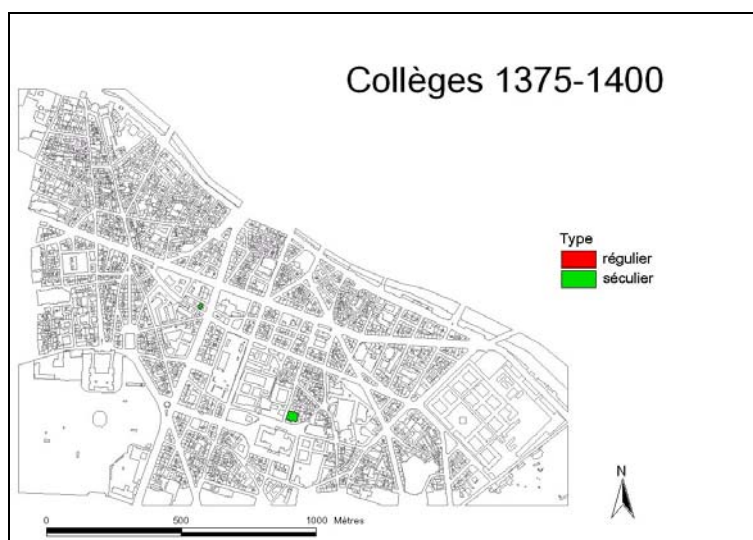 Collèges 1375-1400
Type
régulier
séculier
N
0 500 1000 Mètres